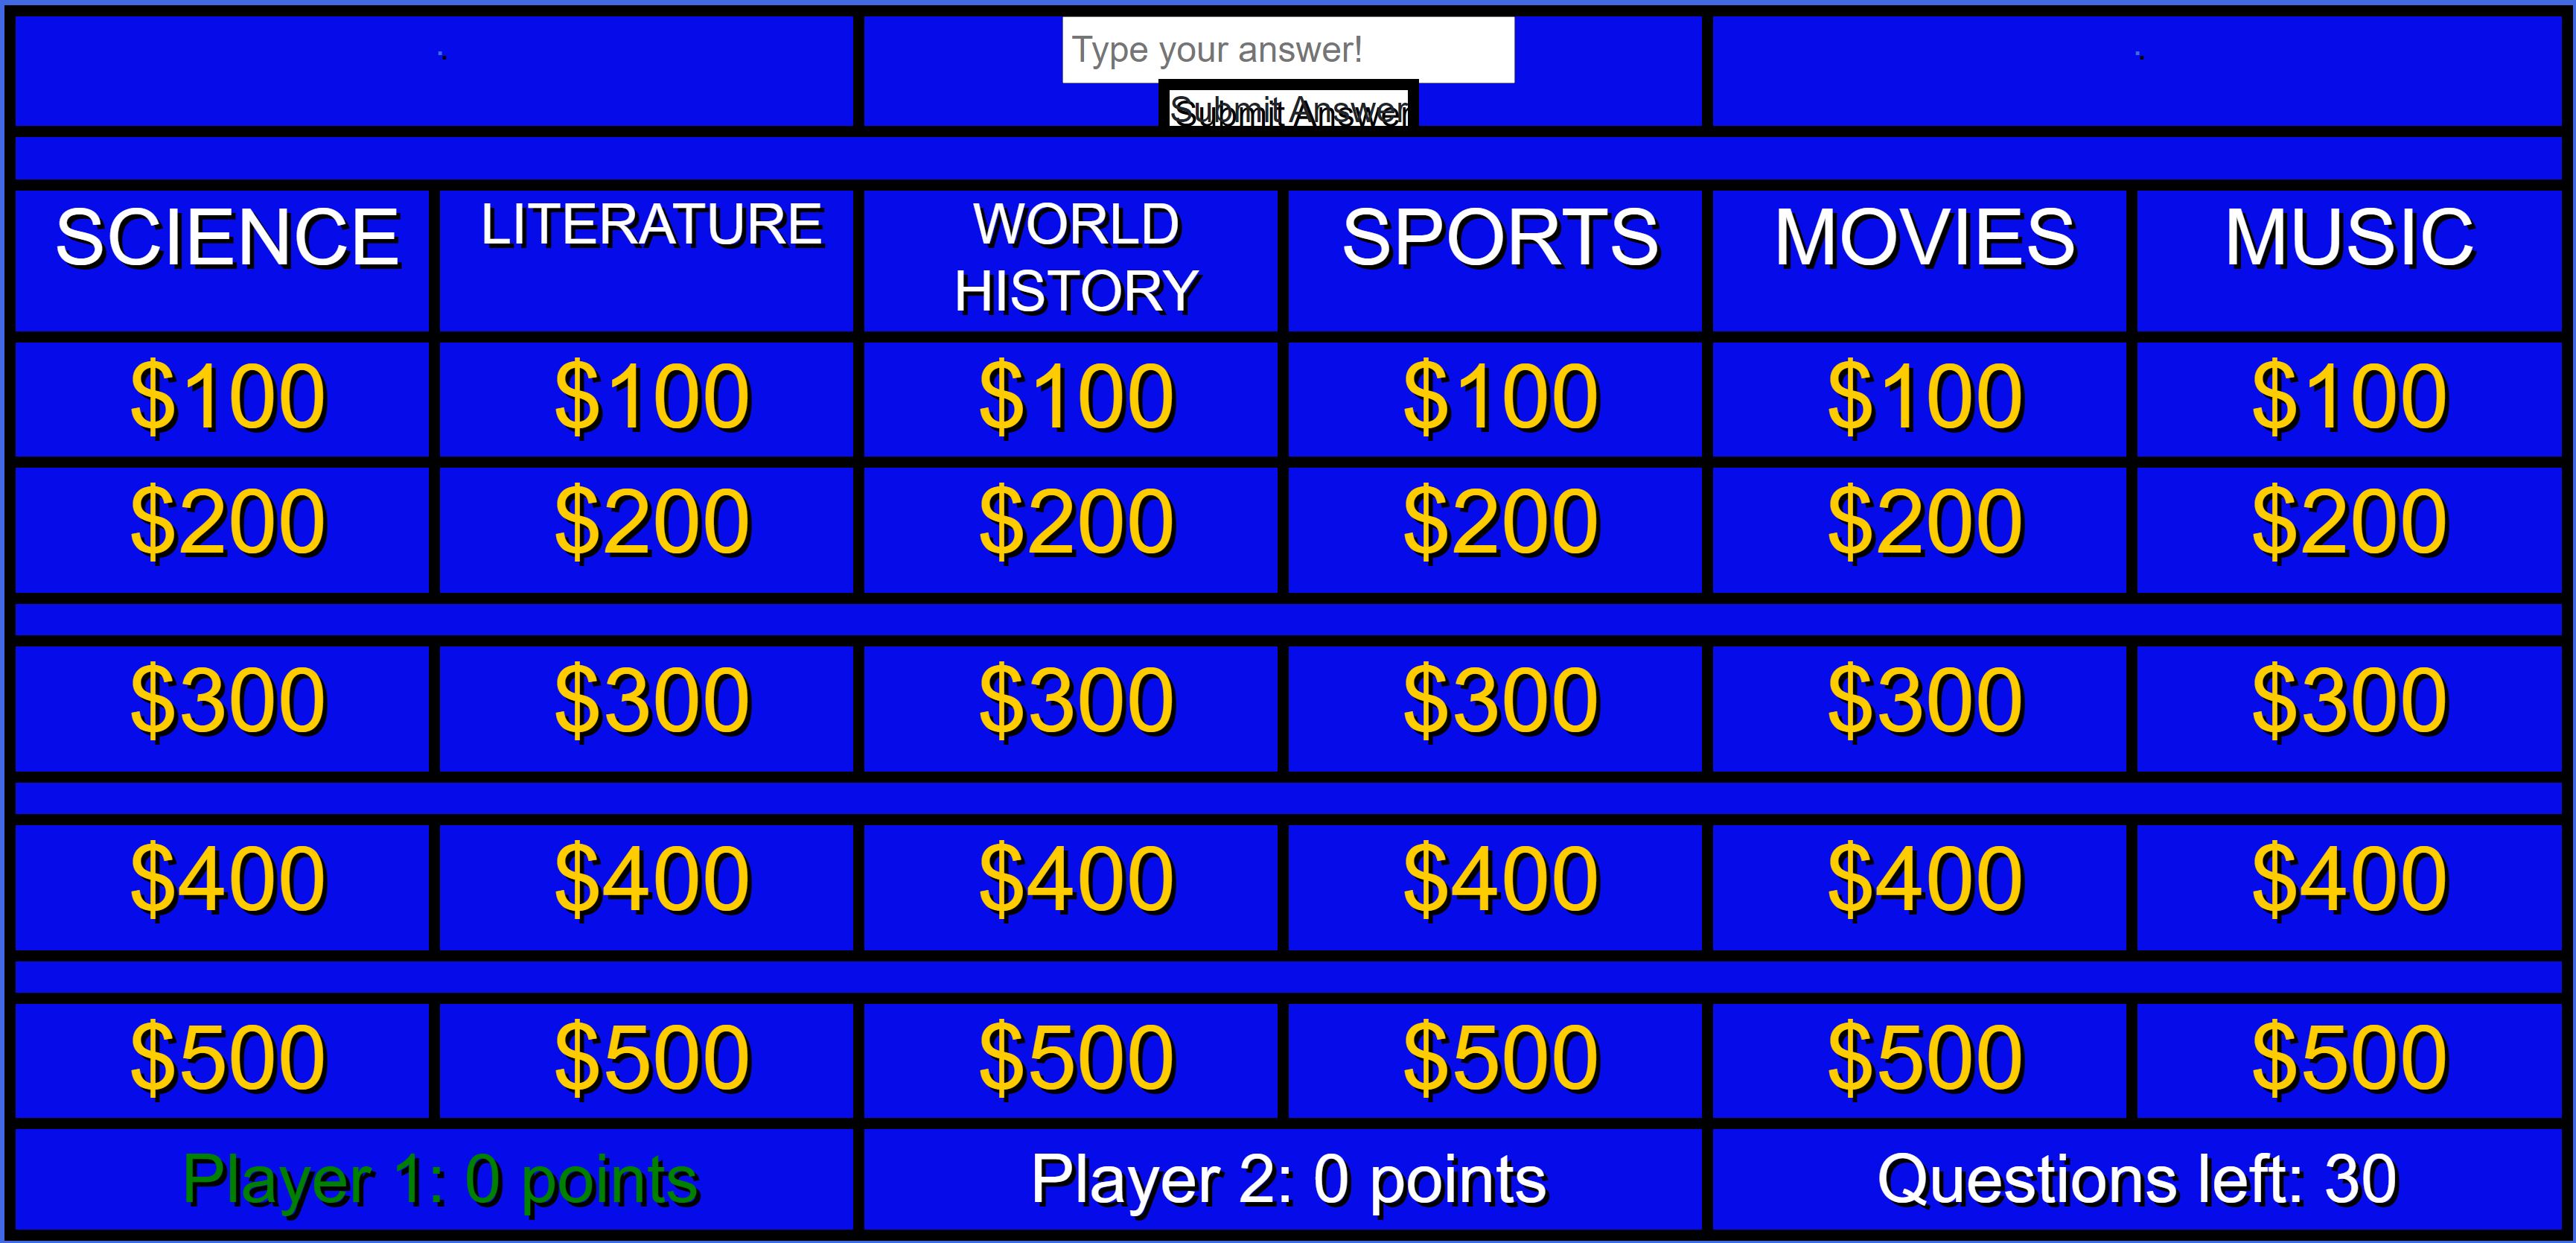 Type your answer!
Submit Answer
SCIENCE LITERATURE WORLD HISTORY SPORTS MOVIES MUSIC
$100 $100 $100 $100 $100 $100
$200 $200 $200 $200 $200 $200
$300 $300 $300 $300 $300 $300
$400 $400 $400 $400 $400 $400
$500 $500 $500 $500 $500 $500
Player 1: 0 points Player 2: 0 points Questions left: 30